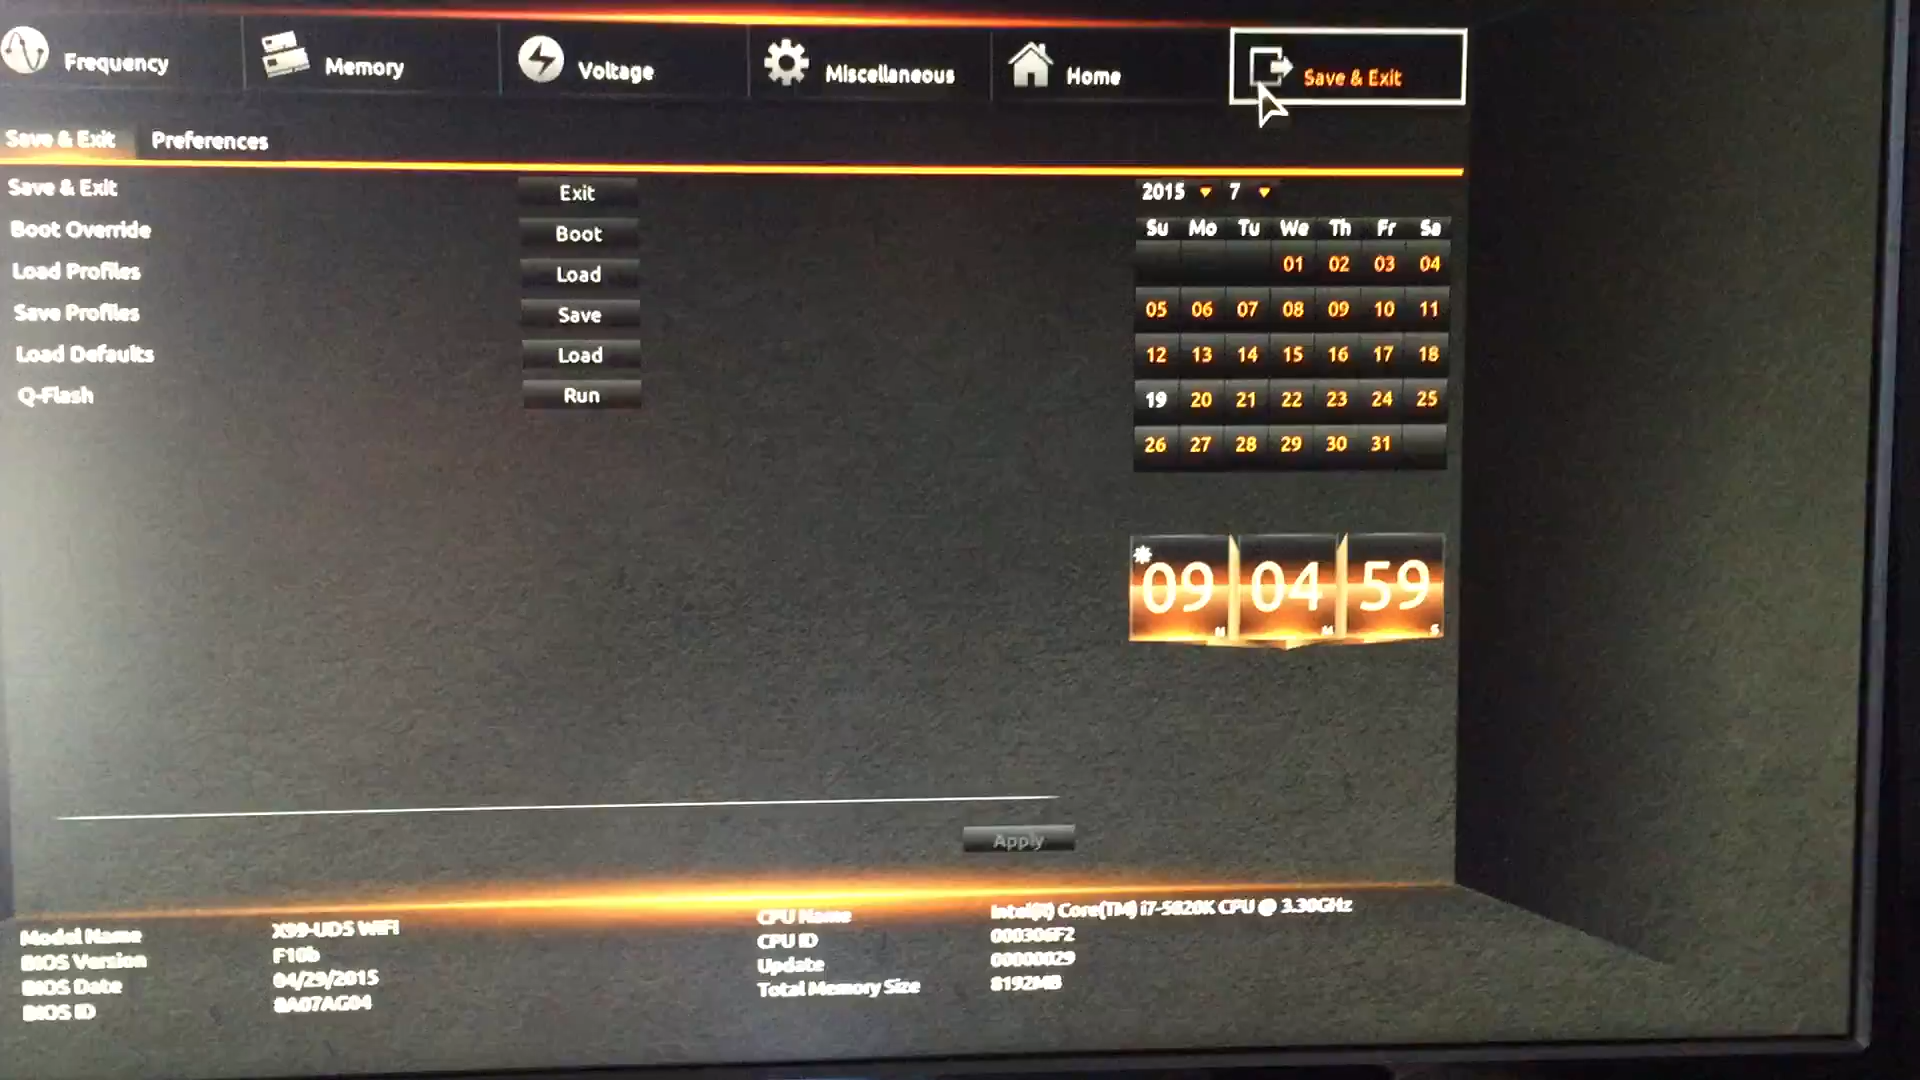 Frequency Memory Voltage Miscellaneous Home Save & Exit
Save & Exit Preferences
Save & Exit Exit
Boot Override Boot
Load Profiles Load
Save Profiles Save
Load Defaults Load
Q-Flash Run
2015 7
Su Mo Tu We Th Fr Sa
01 02 03 04
05 06 07 08 09 10 11
12 13 14 15 16 17 18
19 20 21 22 23 24 25
26 27 28 29 30 31
09 04 59
H M S
Apply
Model Name X99-UD5 WIFI
BIOS Version F10b
BIOS Date 04/29/2015
BIOS ID 8A07AG04
CPU Name Intel(R) Core(TM) i7-5820K CPU @ 3.30GHz
CPU ID 000306F2
Update 00000029
Total Memory Size 8192MB